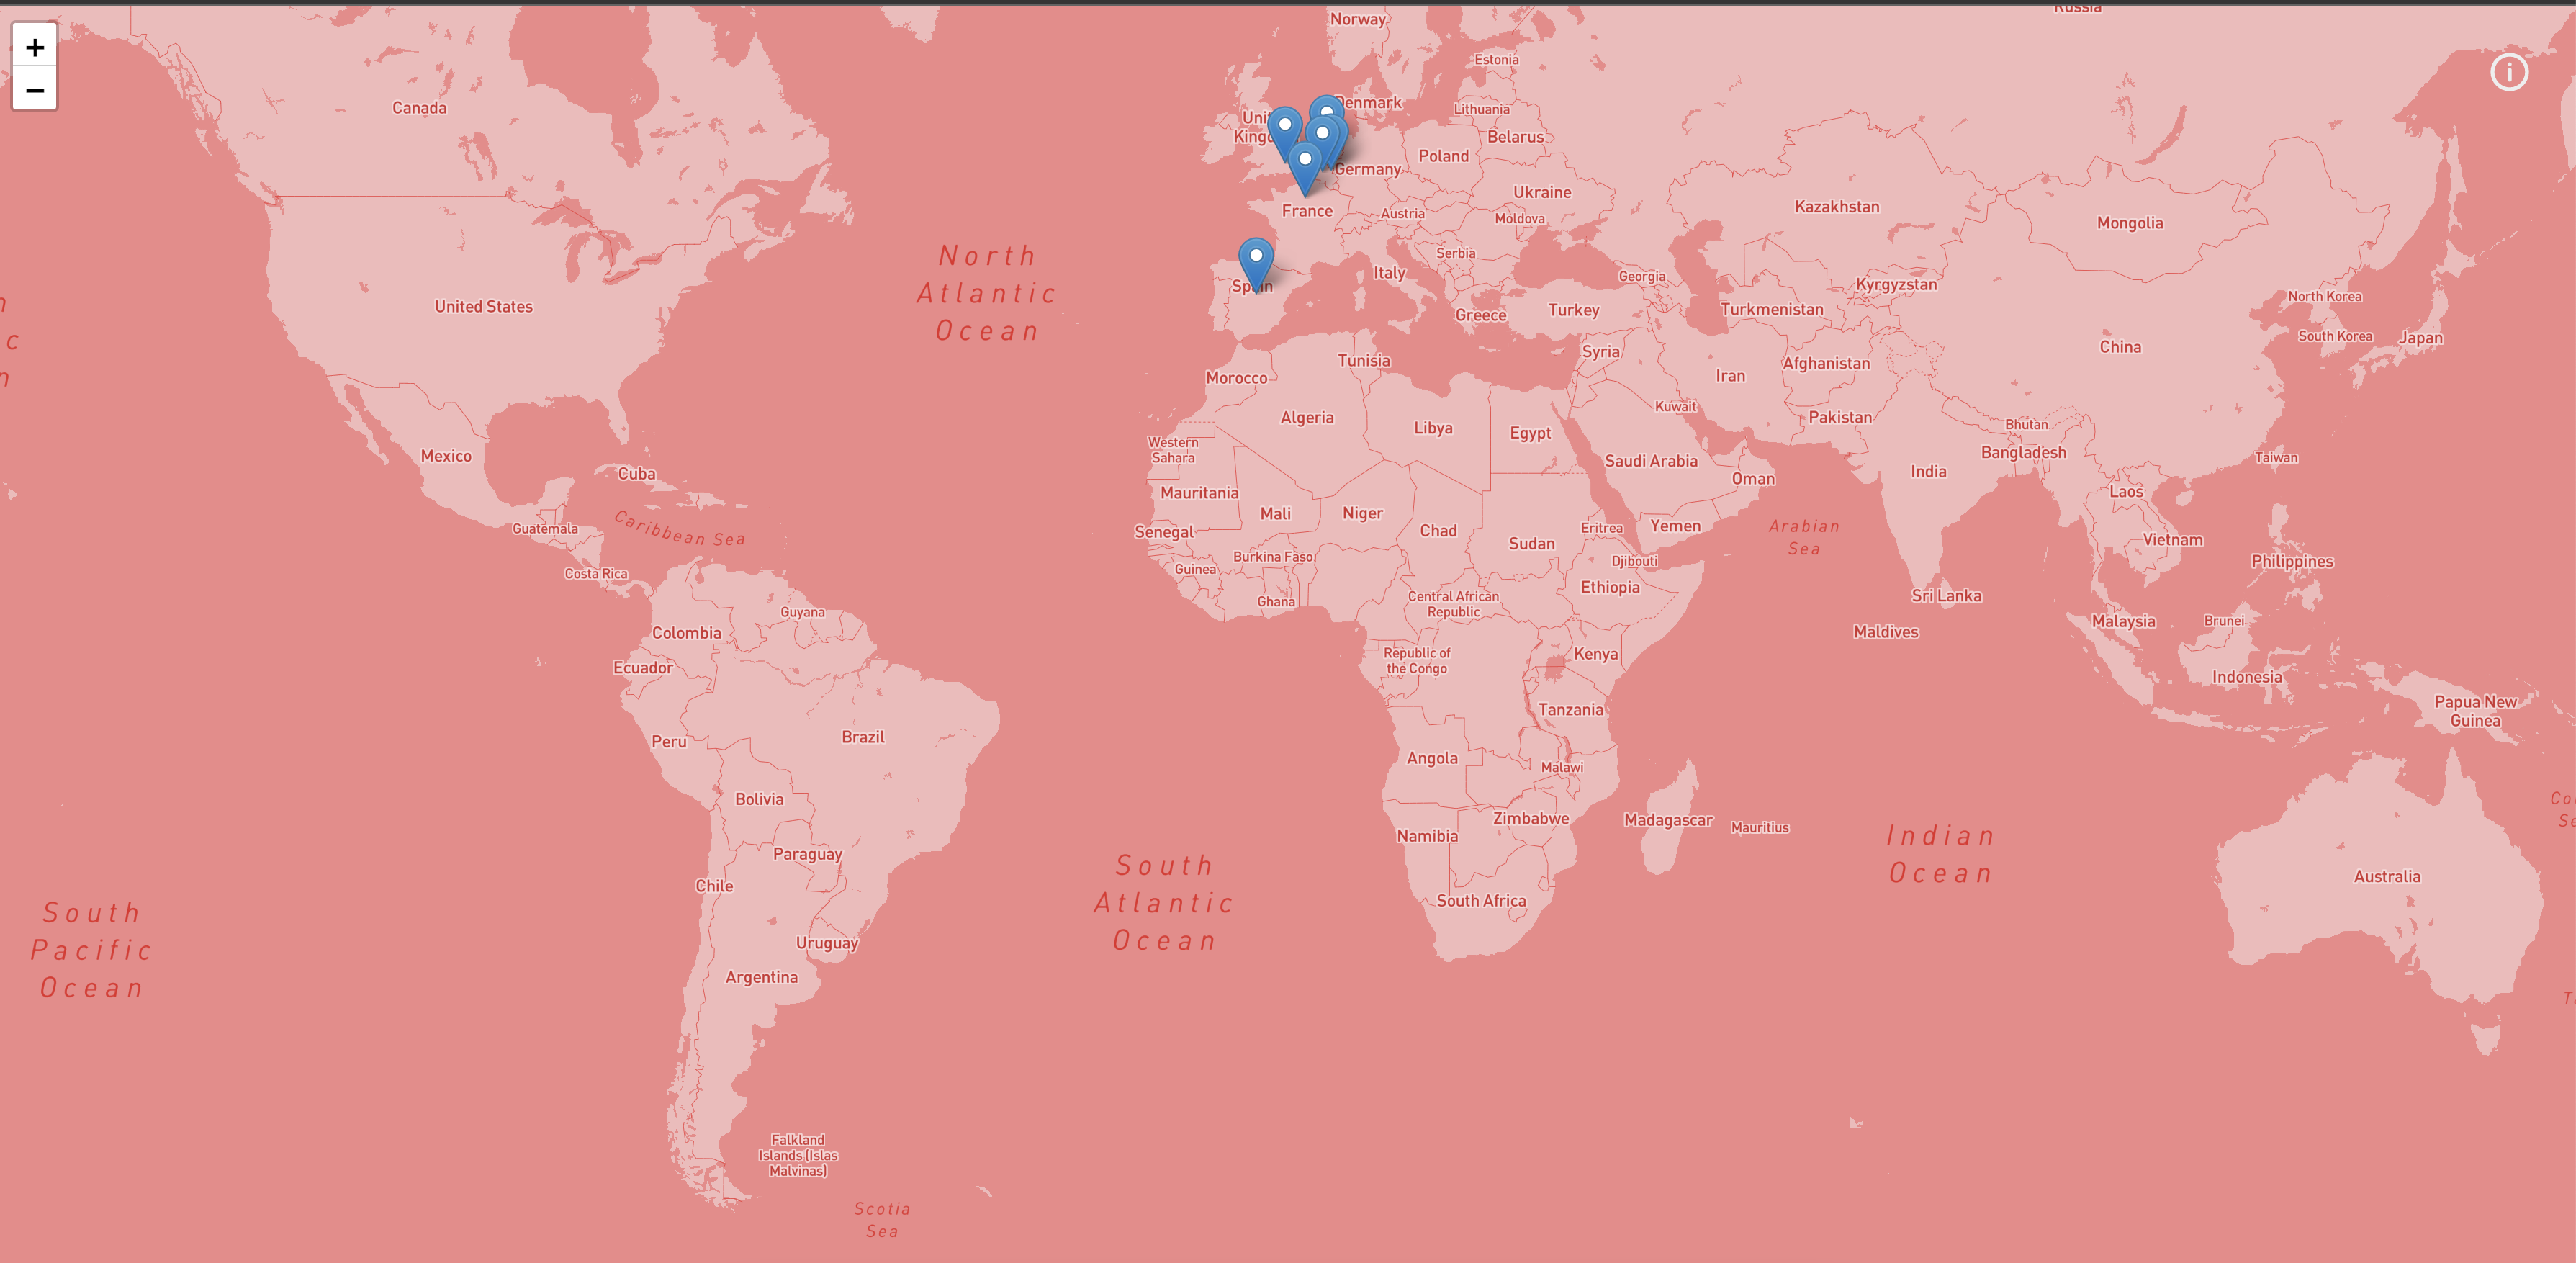 +
−
Norway
Russia
Estonia
Canada
Denmark
Lithuania
Belarus
Poland
Germany
Ukraine
France
Austria
Moldova
Kazakhstan
Mongolia
North
Atlantic
Ocean
Serbia
Italy
Georgia
Kyrgyzstan
North Korea
United States
Greece
Turkey
Turkmenistan
South Korea
Japan
China
Syria
Tunisia
Afghanistan
Morocco
Iran
Kuwait
Algeria
Libya
Egypt
Pakistan
Bhutan
Western
Sahara
Bangladesh
Taiwan
Mexico
Saudi Arabia
India
Cuba
Oman
Mauritania
Laos
Mali
Niger
Guatemala
Caribbean Sea
Senegal
Chad
Sudan
Eritrea
Yemen
Arabian
Sea
Vietnam
Costa Rica
Burkina Faso
Guinea
Djibouti
Philippines
Ethiopia
Ghana
Central African
Republic
Sri Lanka
Guyana
Colombia
Maldives
Malaysia
Brunei
Ecuador
Republic of
the Congo
Kenya
Indonesia
Papua New
Guinea
Tanzania
Peru
Brazil
Angola
Malawi
Bolivia
Zimbabwe
Madagascar
Mauritius
Namibia
Indian
Ocean
Paraguay
Chile
South
Atlantic
Ocean
Australia
South Africa
South
Pacific
Ocean
Uruguay
Argentina
Falkland
Islands (Islas
Malvinas)
Scotia
Sea